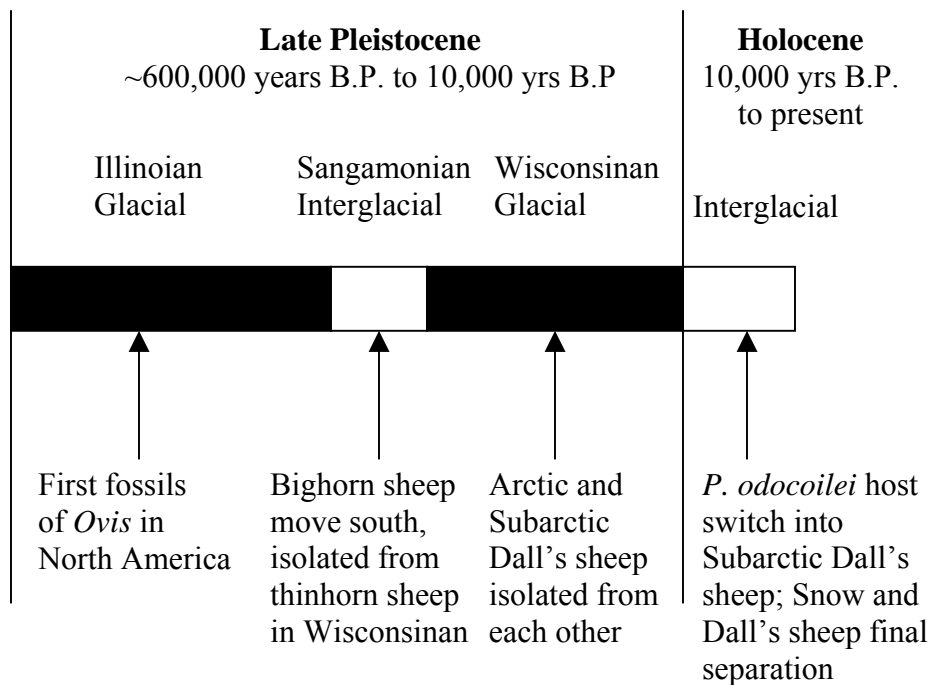 Late Pleistocene
~600,000 years B.P. to 10,000 yrs B.P
Holocene
10,000 yrs B.P.
to present
Illinoian
Glacial
Sangamonian
Interglacial
Wisconsinan
Glacial
Interglacial
First fossils
of Ovis in
North America
Bighorn sheep
move south,
isolated from
thinhorn sheep
in Wisconsinan
Arctic and
Subarctic
Dall's sheep
isolated from
each other
P. odocoilei host
switch into
Subarctic Dall's
sheep; Snow and
Dall's sheep final
separation